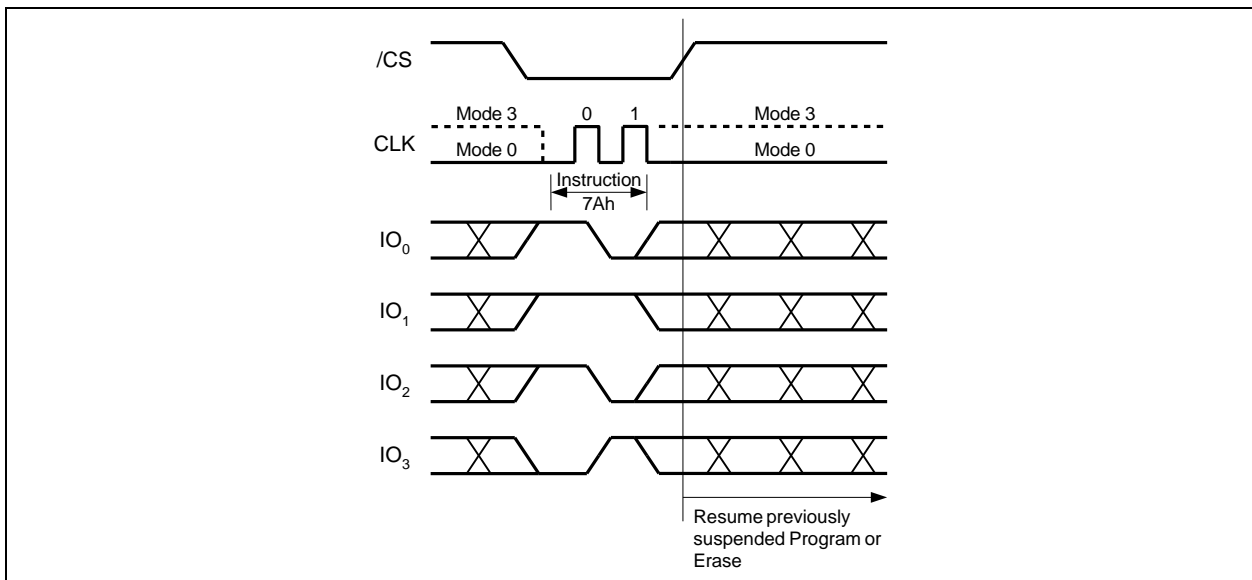 /CS
Mode 3 0 1 Mode 3
CLK
Mode 0 Mode 0
Instruction
7Ah
IO0
IO1
IO2
IO3
Resume previously
suspended Program or
Erase